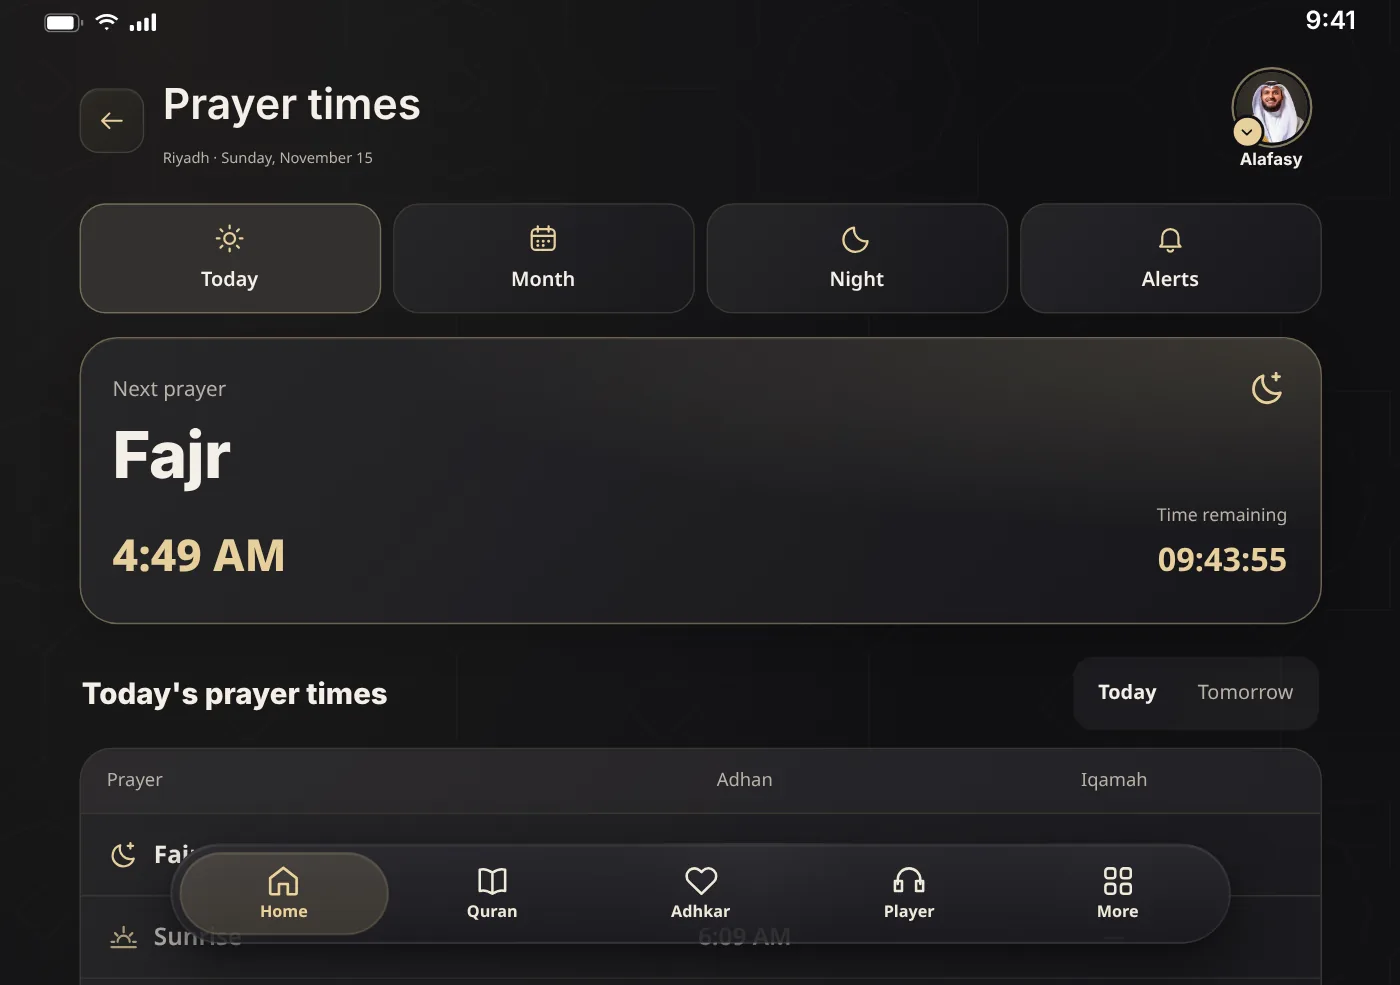 9:41
Prayer times
Riyadh · Sunday, November 15
Alafasy
Today
Month
Night
Alerts
Next prayer
Fajr
4:49 AM
Time remaining
09:43:55
Today's prayer times
Today
Tomorrow
Prayer
Adhan
Iqamah
Sunrise
6:09 AM
Home
Quran
Adhkar
Player
More